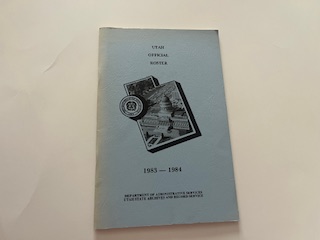 UTAH
OFFICIAL
ROSTER
1983 — 1984
DEPARTMENT OF ADMINISTRATIVE SERVICES
UTAH STATE ARCHIVES AND RECORDS SERVICE